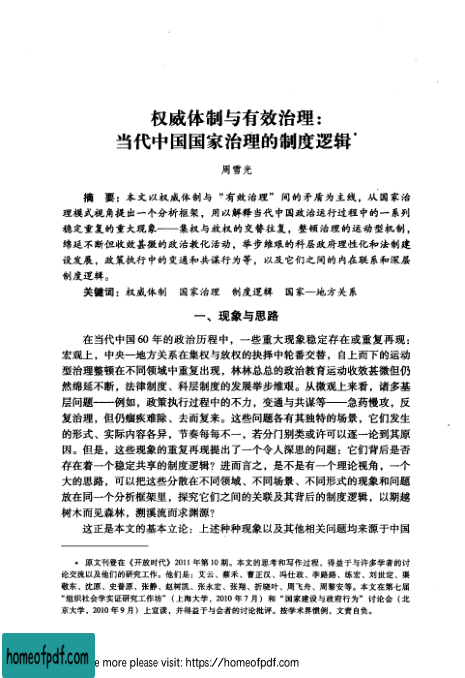 权威体制与有效治理：
当代中国国家治理的制度逻辑*
周雪光
摘 要：本文以权威体制与“有效治理”间的矛盾为主线，从国家治
理模式视角提出一个分析框架，用以解释当代中国政治运行过程中的一系列
稳定重复的重大现象——集权与放权的交替往复，整顿治理的运动型机制，
绵延不断但收效甚微的政治教化活动，举步维艰的科层政府理性化和法制建
设发展，政策执行中的变通和共谋行为等，以及它们之间的内在联系和深层
制度逻辑。
关键词：权威体制 国家治理 制度逻辑 国家—地方关系
一、现象与思路
在当代中国 60 年的政治历程中，一些重大现象稳定存在或重复再现：
宏观上，中央—地方关系在集权与放权的抉择中轮番交替，自上而下的运动
型治理整顿在不同领域中重复出现，林林总总的政治教育运动收效甚微但仍
然绵延不断，法律制度、科层制度的发展举步维艰。从微观上来看，诸多基
层问题——例如，政策执行过程中的不力，变通与共谋等——急药慢攻，反
复治理，但仍痼疾难除、去而复来。这些问题各有其独特的场景，它们发生
的形式、实际内容各异，节奏每每不一，若分门别类或许可以逐一论到其原
因。但是，这些现象的重复再现提出了一个令人深思的问题：它们背后是否
存在着一个稳定共享的制度逻辑？进而言之，是不是有一个理论视角，一个
大的思路，可以把这些分散在不同领域、不同场景、不同形式的现象和问题
放在同一个分析框架里，探究它们之间的关联及其背后的制度逻辑，以期越
树木而见森林，溯溪流而求渊源？
这正是本文的基本立论：上述种种现象以及其他相关问题均来源于中国
* 原文刊登在《开放时代》2011 年第 10 期。本文的思考和写作过程，得益于与许多学者的讨
论交流以及他们的研究工作。他们是：艾云、蔡禾、曹正汉、冯仕政、李路路、练宏、刘世定、渠
敬东、沈原、史普原、张静、赵树凯、张永宏、张翔、折晓叶、周飞舟、周黎安等。本文在第七届
“组织社会学实证研究工作坊”（上海大学，2010 年 7 月）和“国家建设与政府行为”讨论会（北
京大学，2010 年 9 月）上宣读，并得益于与会者的讨论批评。按学术界惯例，文责自负。
homeofpdf.com
e more please visit: https://homeofpdf.com